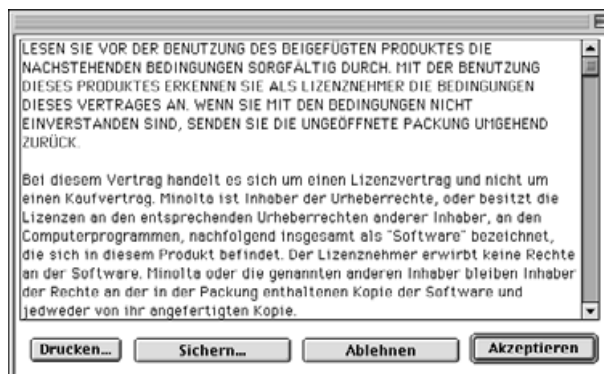 LESEN SIE VOR DER BENUTZUNG DES BEIGEFÜGTEN PRODUKTES DIE
NACHSTEHENDEN BEDINGUNGEN SORGFÄLTIG DURCH. MIT DER BENUTZUNG
DIESES PRODUKTES ERKENNEN SIE ALS LIZENZNEHMER DIE BEDINGUNGEN
DIESES VERTRAGES AN. WENN SIE MIT DEN BEDINGUNGEN NICHT
EINVERSTANDEN SIND, SENDEN SIE DIE UNGEÖFFNETE PACKUNG UMGEHEND
ZURÜCK.
Bei diesem Vertrag handelt es sich um einen Lizenzvertrag und nicht um
einen Kaufvertrag. Minolta ist Inhaber der Urheberrechte, oder besitzt die
Lizenzen an den entsprechenden Urheberrechten anderer Inhaber, an den
Computerprogrammen, nachfolgend insgesamt als "Software" bezeichnet,
die sich in diesem Produkt befindet. Der Lizenznehmer erwirbt keine Rechte
an der Software. Minolta oder die genannten anderen Inhaber bleiben Inhaber
der Rechte an der in der Packung enthaltenen Kopie der Software und
jedweder von ihr angefertigten Kopie.
Drucken... Sichern... Ablehnen Akzeptieren